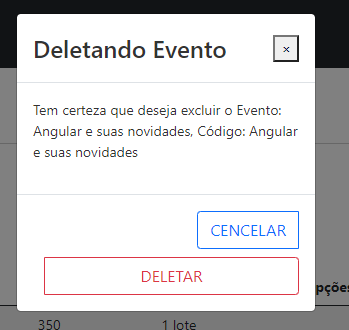 Deletando Evento
×
Tem certeza que deseja excluir o Evento:
Angular e suas novidades, Código: Angular
e suas novidades
CENCELAR
DELETAR
pções
350 1 lote